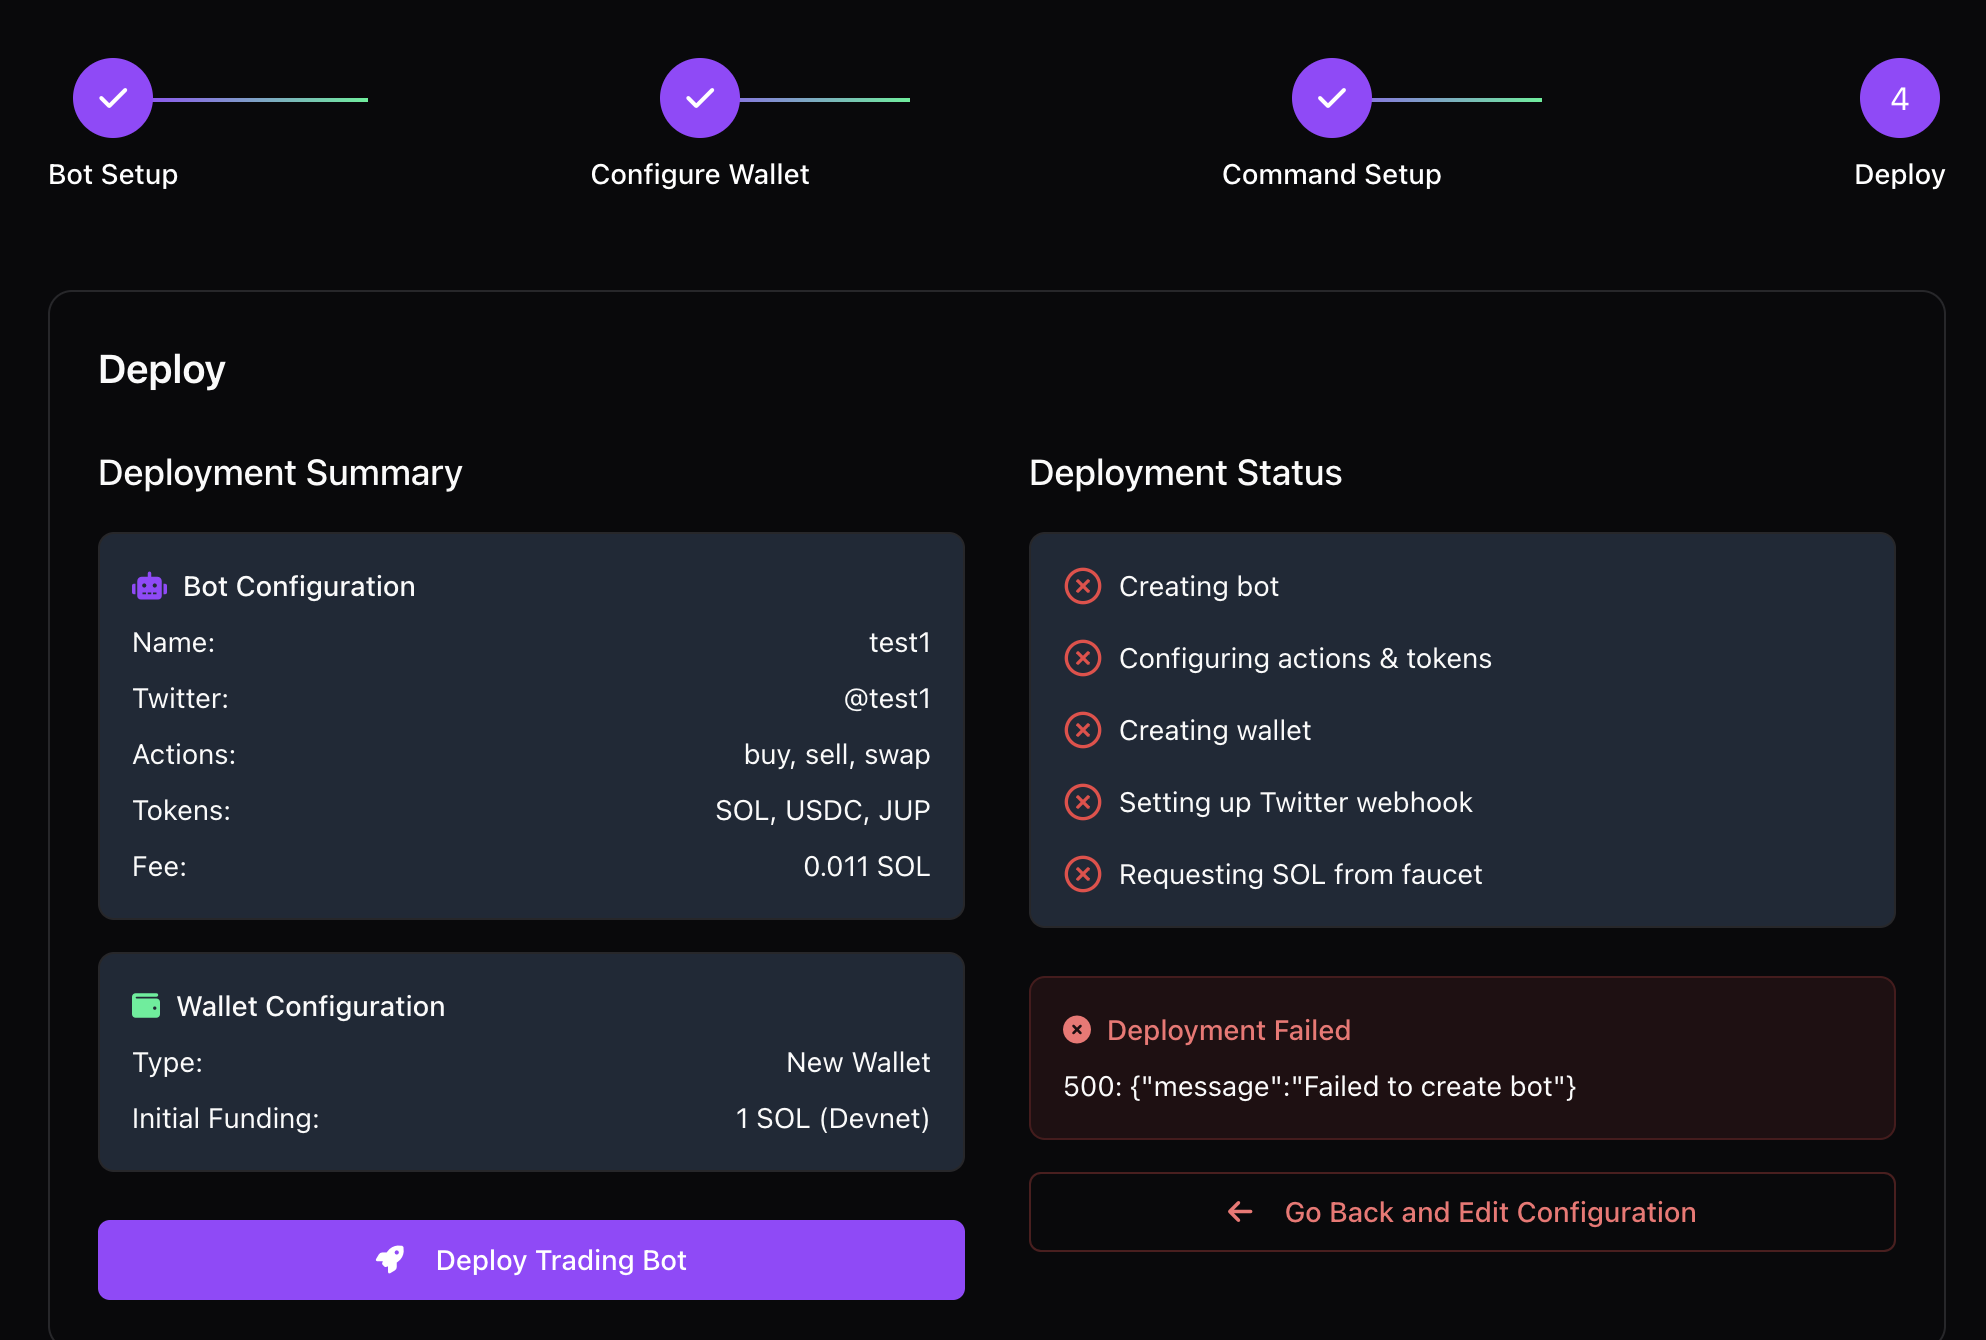 4
Bot Setup
Configure Wallet
Command Setup
Deploy
Deploy
Deployment Summary
Bot Configuration
Name: test1
Twitter: @test1
Actions: buy, sell, swap
Tokens: SOL, USDC, JUP
Fee: 0.011 SOL
Wallet Configuration
Type: New Wallet
Initial Funding: 1 SOL (Devnet)
Deploy Trading Bot
Deployment Status
Creating bot
Configuring actions & tokens
Creating wallet
Setting up Twitter webhook
Requesting SOL from faucet
Deployment Failed
500: {"message":"Failed to create bot"}
Go Back and Edit Configuration